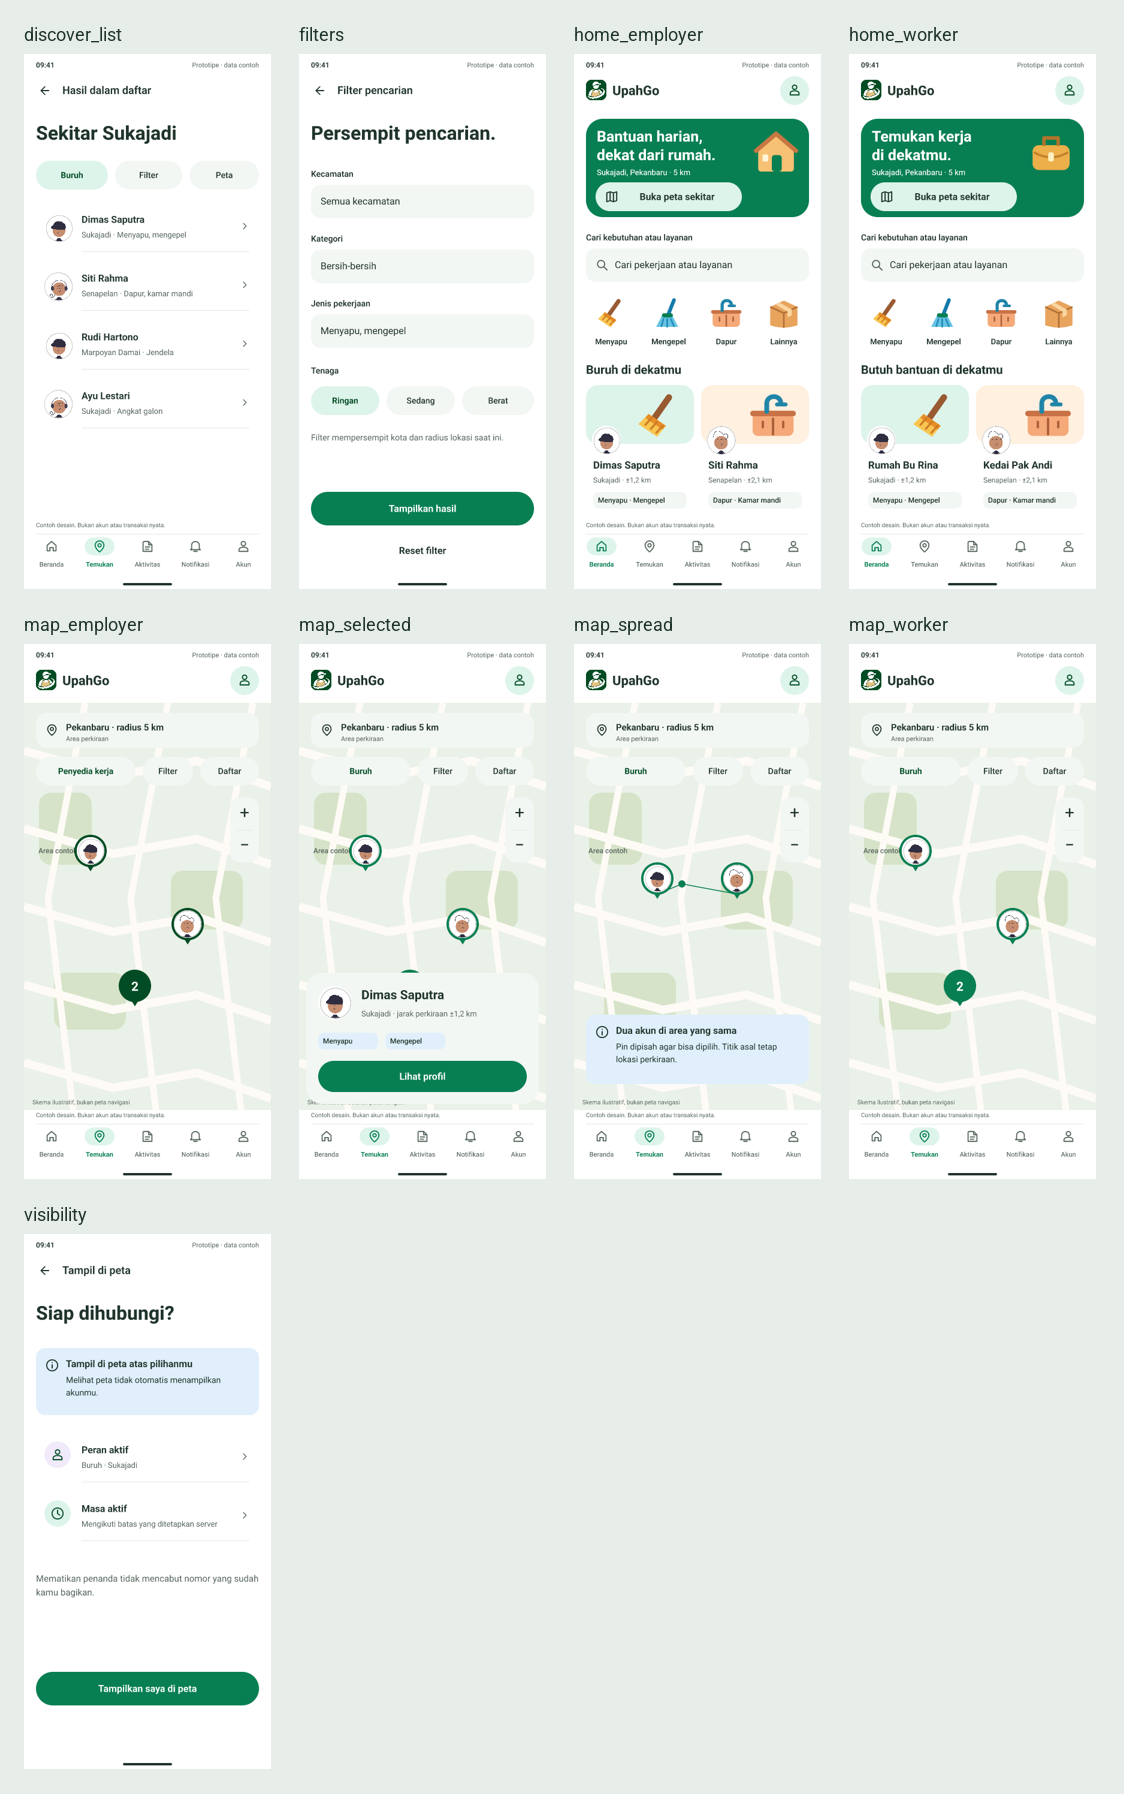 discover_list
09:41
Prototipe · data contoh
Hasil dalam daftar
Sekitar Sukajadi
Buruh
Filter
Peta
Dimas Saputra
Sukajadi · Menyapu, mengepel
Siti Rahma
Senapelan · Dapur, kamar mandi
Rudi Hartono
Marpoyan Damai · Jendela
Ayu Lestari
Sukajadi · Angkat galon
Contoh desain. Bukan akun atau transaksi nyata.
Beranda
Temukan
Aktivitas
Notifikasi
Akun
filters
09:41
Prototipe · data contoh
Filter pencarian
Persempit pencarian.
Kecamatan
Semua kecamatan
Kategori
Bersih-bersih
Jenis pekerjaan
Menyapu, mengepel
Tenaga
Ringan
Sedang
Berat
Filter mempersempit kota dan radius lokasi saat ini.
Tampilkan hasil
Reset filter
home_employer
09:41
Prototipe · data contoh
UpahGo
Bantuan harian,
dekat dari rumah.
Sukajadi, Pekanbaru · 5 km
Buka peta sekitar
Cari kebutuhan atau layanan
Cari pekerjaan atau layanan
Menyapu
Mengepel
Dapur
Lainnya
Buruh di dekatmu
Dimas Saputra
Sukajadi · ±1,2 km
Menyapu · Mengepel
Siti Rahma
Senapelan · ±2,1 km
Dapur · Kamar mandi
Contoh desain. Bukan akun atau transaksi nyata.
Beranda
Temukan
Aktivitas
Notifikasi
Akun
home_worker
09:41
Prototipe · data contoh
UpahGo
Temukan kerja
di dekatmu.
Sukajadi, Pekanbaru · 5 km
Buka peta sekitar
Cari kebutuhan atau layanan
Cari pekerjaan atau layanan
Menyapu
Mengepel
Dapur
Lainnya
Butuh bantuan di dekatmu
Rumah Bu Rina
Sukajadi · ±1,2 km
Menyapu · Mengepel
Kedai Pak Andi
Senapelan · ±2,1 km
Dapur · Kamar mandi
Contoh desain. Bukan akun atau transaksi nyata.
Beranda
Temukan
Aktivitas
Notifikasi
Akun
map_employer
09:41
Prototipe · data contoh
UpahGo
Pekanbaru · radius 5 km
Area perkiraan
Penyedia kerja
Filter
Daftar
+
−
Area contoh
2
Skema ilustratif, bukan peta navigasi
Contoh desain. Bukan akun atau transaksi nyata.
Beranda
Temukan
Aktivitas
Notifikasi
Akun
map_selected
09:41
Prototipe · data contoh
UpahGo
Pekanbaru · radius 5 km
Area perkiraan
Buruh
Filter
Daftar
+
−
Area contoh
Dimas Saputra
Sukajadi · jarak perkiraan ±1,2 km
Menyapu
Mengepel
Lihat profil
Contoh desain. Bukan akun atau transaksi nyata.
Beranda
Temukan
Aktivitas
Notifikasi
Akun
map_spread
09:41
Prototipe · data contoh
UpahGo
Pekanbaru · radius 5 km
Area perkiraan
Buruh
Filter
Daftar
+
−
Area contoh
Dua akun di area yang sama
Pin dipisah agar bisa dipilih. Titik asal tetap
lokasi perkiraan.
Skema ilustratif, bukan peta navigasi
Contoh desain. Bukan akun atau transaksi nyata.
Beranda
Temukan
Aktivitas
Notifikasi
Akun
map_worker
09:41
Prototipe · data contoh
UpahGo
Pekanbaru · radius 5 km
Area perkiraan
Buruh
Filter
Daftar
+
−
Area contoh
2
Skema ilustratif, bukan peta navigasi
Contoh desain. Bukan akun atau transaksi nyata.
Beranda
Temukan
Aktivitas
Notifikasi
Akun
visibility
09:41
Prototipe · data contoh
Tampil di peta
Siap dihubungi?
Tampil di peta atas pilihanmu
Melihat peta tidak otomatis menampilkan
akunmu.
Peran aktif
Buruh · Sukajadi
Masa aktif
Mengikuti batas yang ditetapkan server
Mematikan penanda tidak mencabut nomor yang sudah
kamu bagikan.
Tampilkan saya di peta